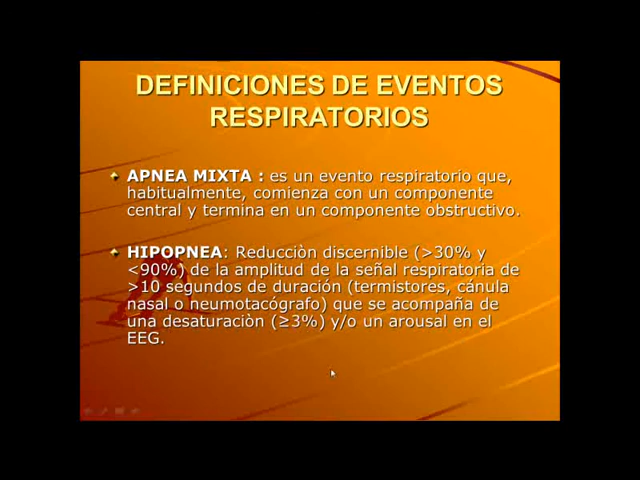 DEFINICIONES DE EVENTOS
RESPIRATORIOS
APNEA MIXTA : es un evento respiratorio que,
habitualmente, comienza con un componente
central y termina en un componente obstructivo.
HIPOPNEA: Reducciòn discernible (>30% y
<90%) de la amplitud de la señal respiratoria de
>10 segundos de duración (termistores, cánula
nasal o neumotacógrafo) que se acompaña de
una desaturaciòn (≥3%) y/o un arousal en el
EEG.